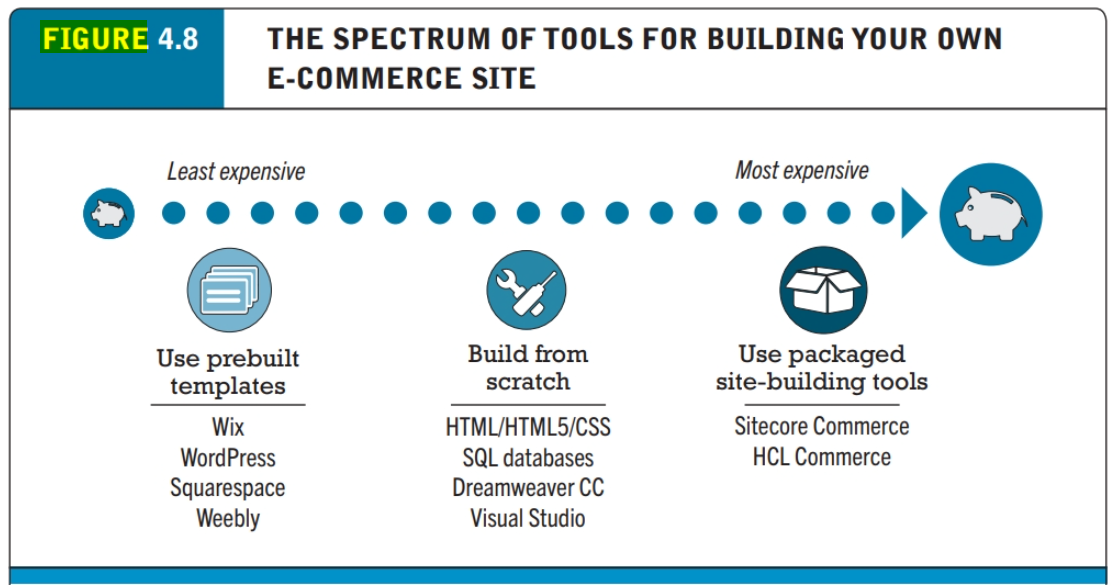 FIGURE 4.8
THE SPECTRUM OF TOOLS FOR BUILDING YOUR OWN
E-COMMERCE SITE
Least expensive
Most expensive
Use prebuilt
templates
Wix
WordPress
Squarespace
Weebly
Build from
scratch
HTML/HTML5/CSS
SQL databases
Dreamweaver CC
Visual Studio
Use packaged
site-building tools
Sitecore Commerce
HCL Commerce